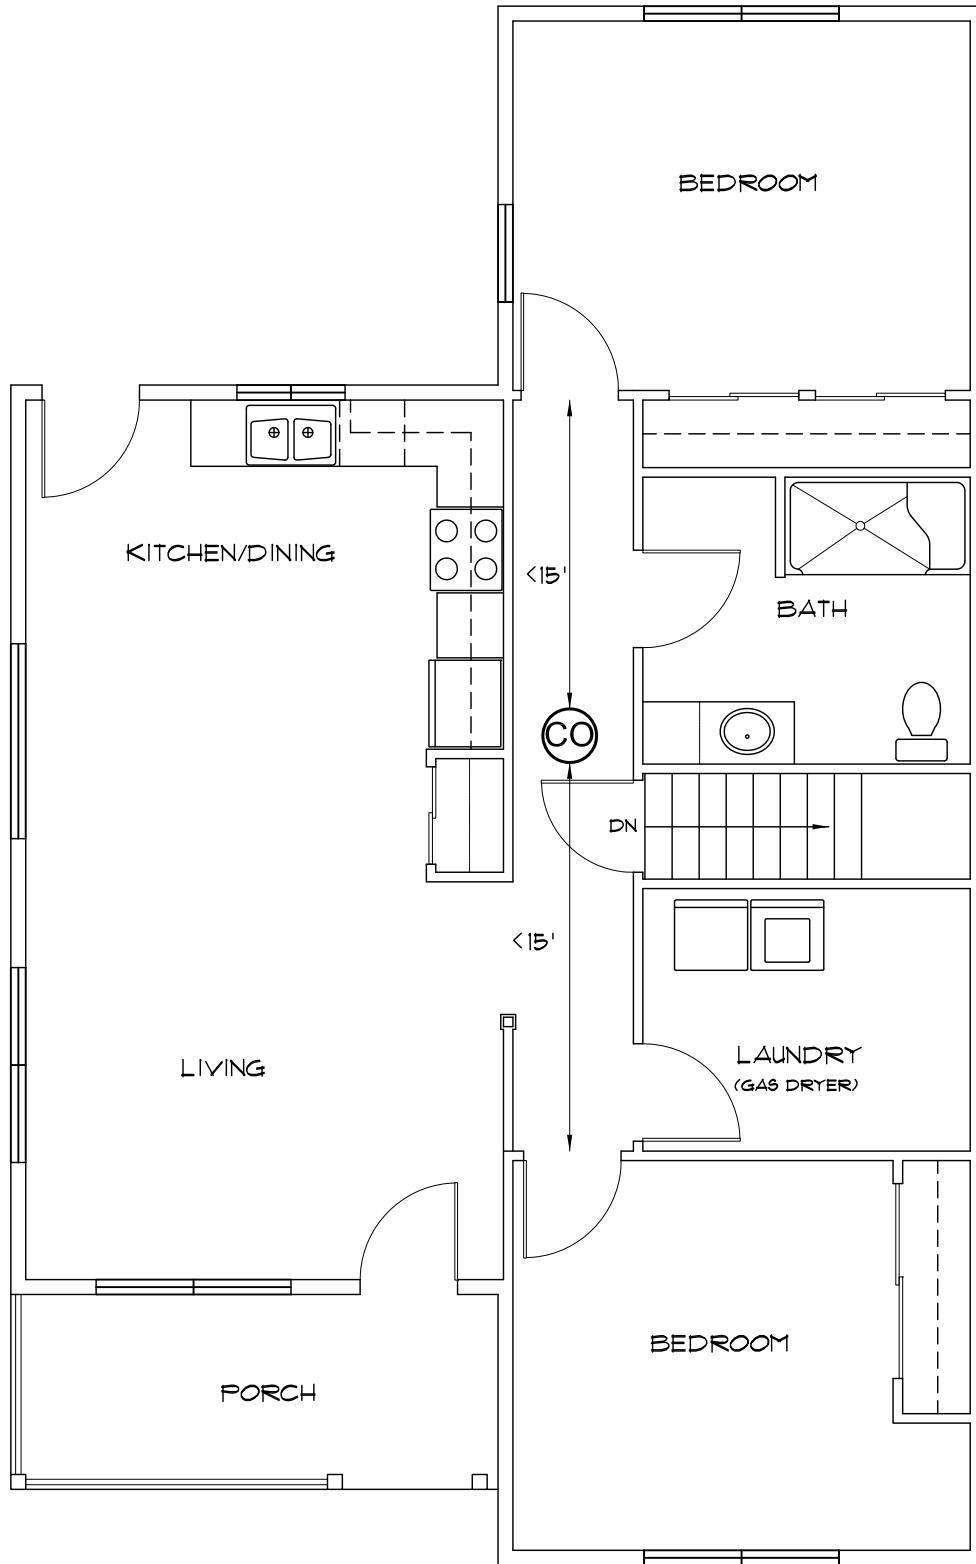 BEDROOM
KITCHEN/DINING
<15'
BATH
CO
DN
<15'
LIVING
LAUNDRY
(GAS DRYER)
BEDROOM
PORCH